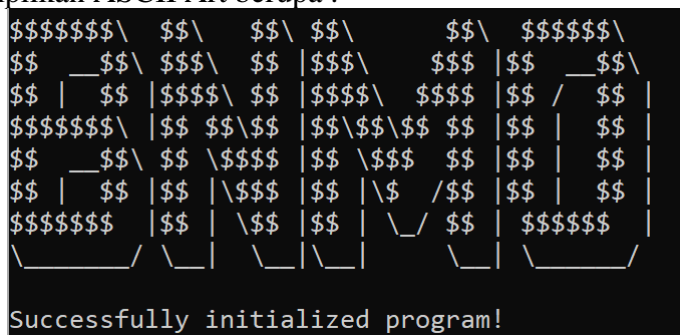 $$$$$$$\   $$\   $$\ $$\      $$\   $$$$$$\
$$  __$$\ $$$\  $$ |$$$\    $$$ |$$  __$$\
$$ |  $$ |$$$$\ $$ |$$$$\  $$$$ |$$ /  $$ |
$$$$$$$\ |$$ $$\$$ |$$\$$\$$ $$ |$$ |  $$ |
$$  __$$\ $$ \$$$$ |$$ \$$$  $$ |$$ |  $$ |
$$ |  $$ |$$ |\$$$ |$$ |\$  /$$ |$$ |  $$ |
$$$$$$$  |$$ | \$$ |$$ | \_/ $$ | $$$$$$  |
\_______/ \__|  \__|\__|     \__| \______/
Successfully initialized program!